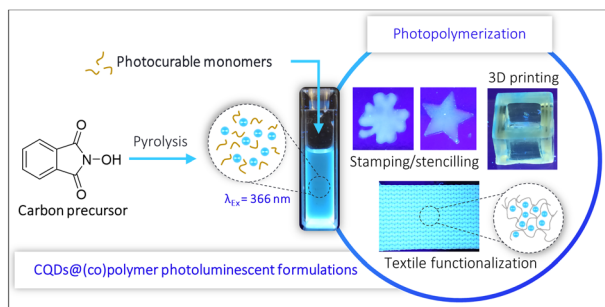 Photopolymerization
Photocurable monomers
3D printing
Pyrolysis
N-OH
O
O
Stamping/stencilling
λEx = 366 nm
Carbon precursor
Textile functionalization
CQDs@(co)polymer photoluminescent formulations